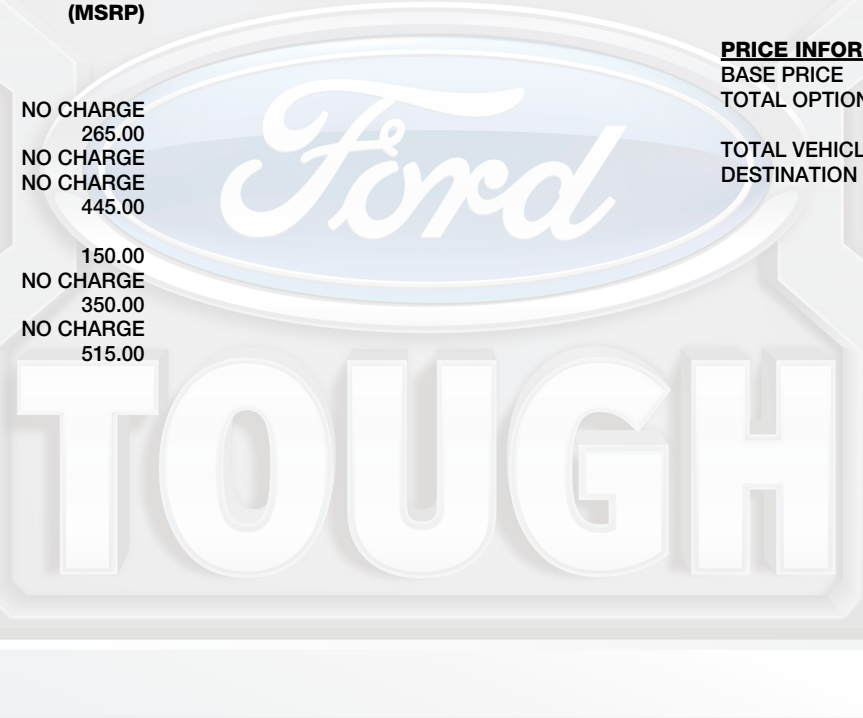 (MSRP)
NO CHARGE
265.00
NO CHARGE
NO CHARGE
445.00
150.00
NO CHARGE
350.00
NO CHARGE
515.00
PRICE INFOR
BASE PRICE
TOTAL OPTION
TOTAL VEHICL
DESTINATION
Ford
TOUGH